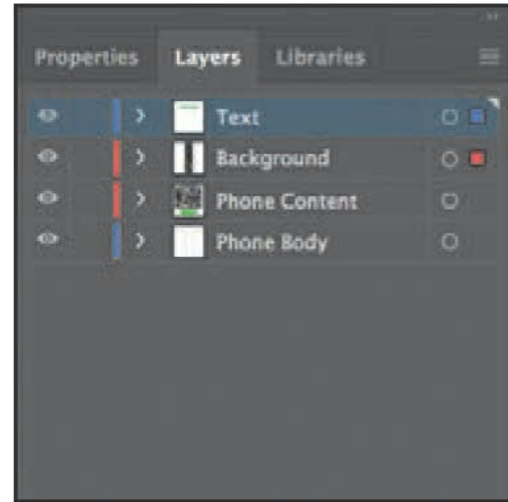 Properties Layers Libraries
Text
Background
Phone Content
Phone Body